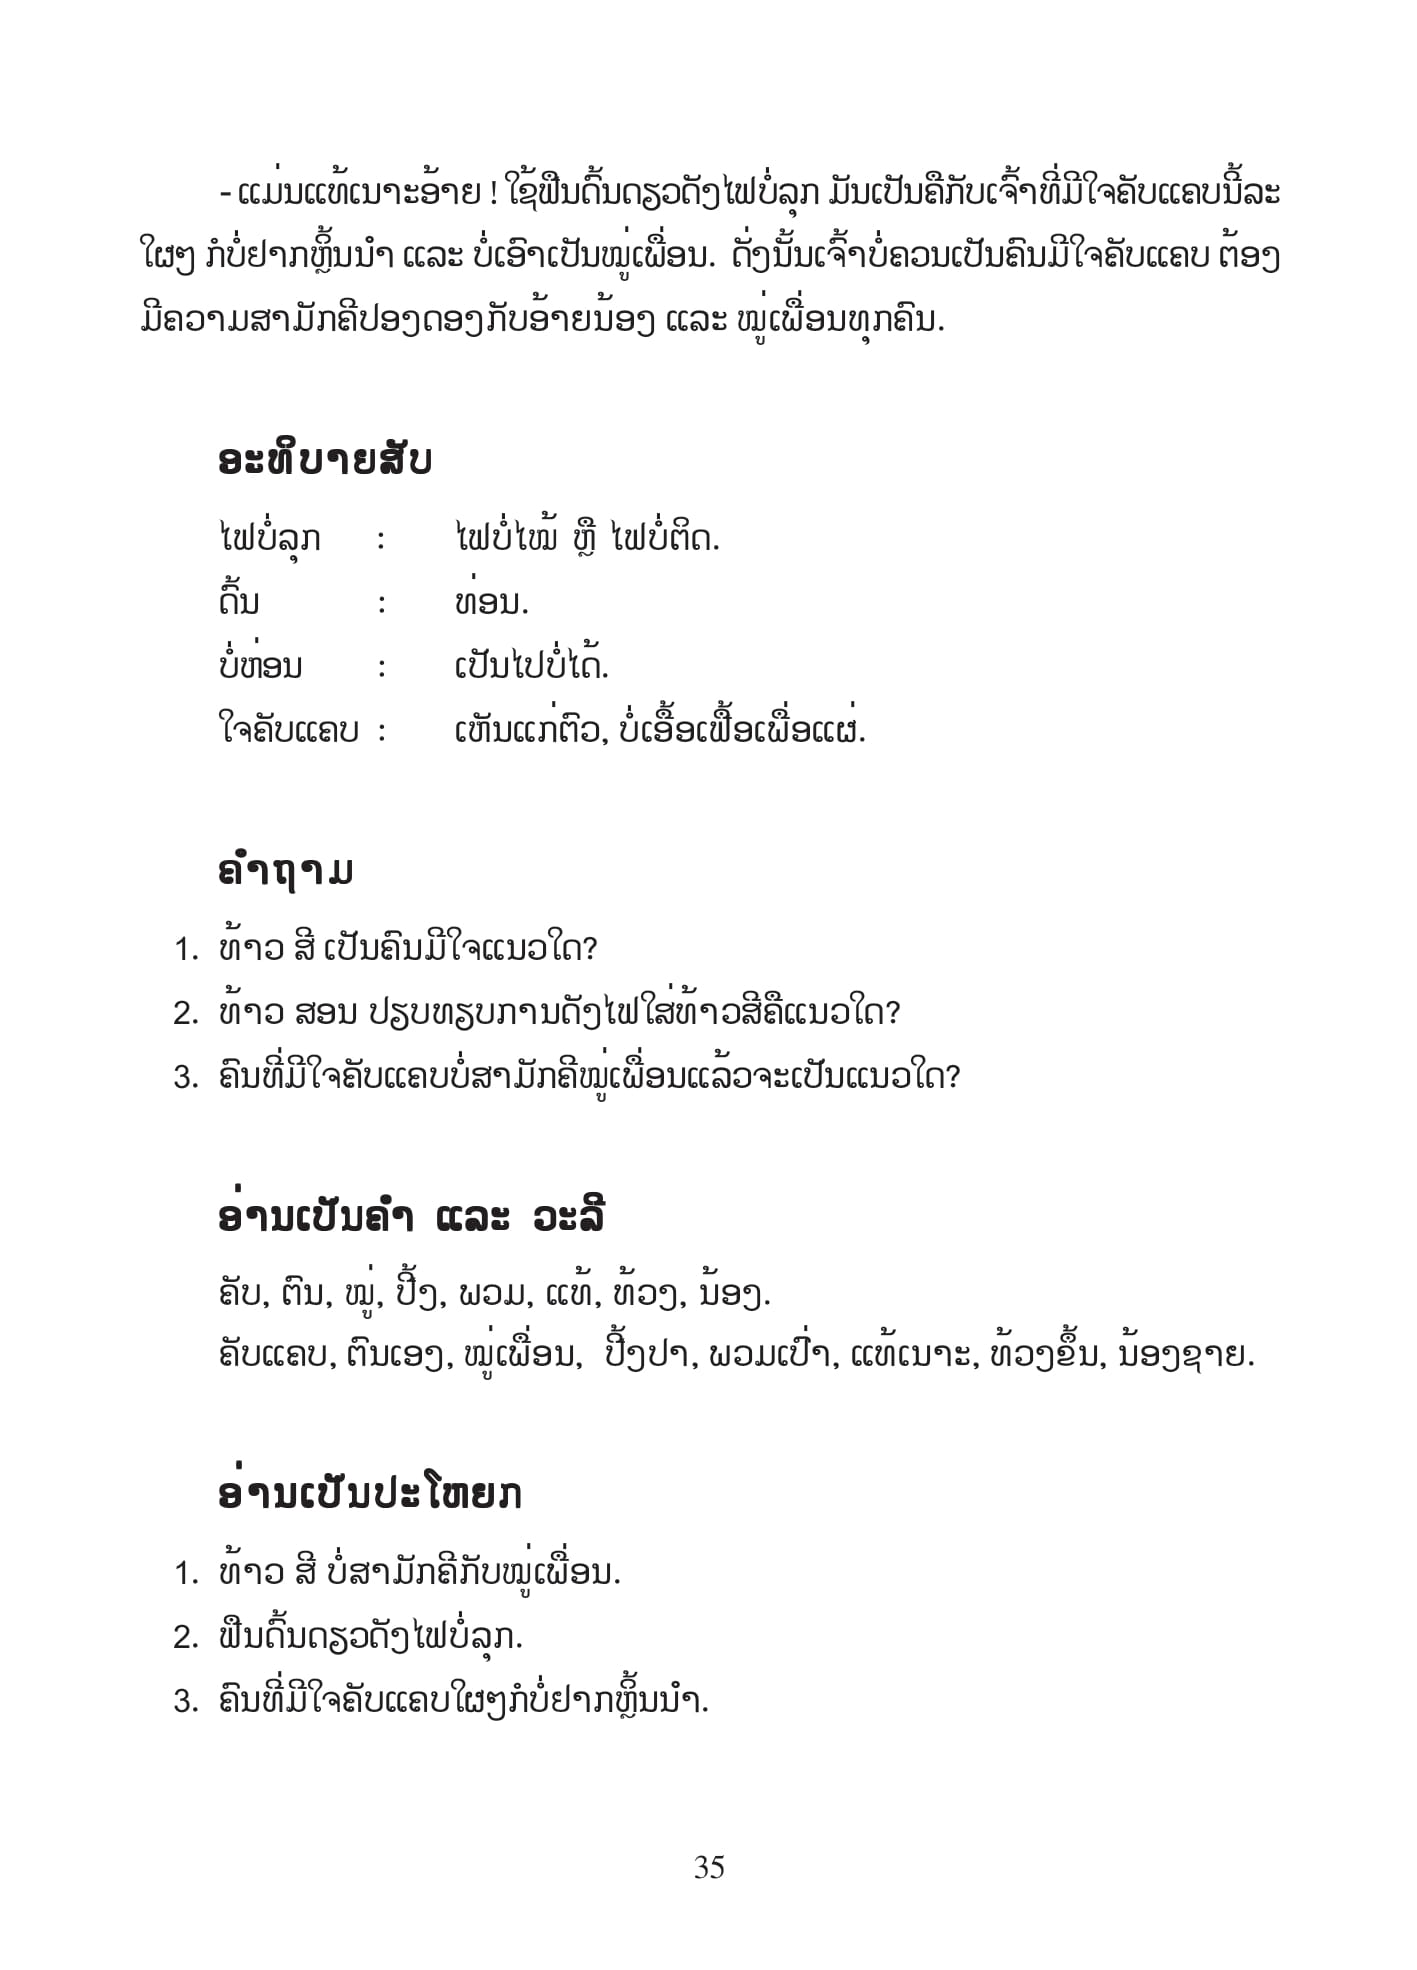 - ແມ່ນແທ້ເນາະອ້າຍ ! ໃຊ້ຟືນດົ້ນດຽວດັງໄຟບໍ່ລຸກ ມັນເປັນຄືກັບເຈົ້າທີ່ມີໃຈຄັບແຄບນີ້ລະ
ໃຜໆ ກໍບໍ່ຢາກຫຼິ້ນນຳ ແລະ ບໍ່ເອົາເປັນໝູ່ເພື່ອນ. ດັ່ງນັ້ນເຈົ້າບໍ່ຄວນເປັນຄົນມີໃຈຄັບແຄບ ຕ້ອງ
ມີຄວາມສາມັກຄີປອງດອງກັບອ້າຍນ້ອງ ແລະ ໝູ່ເພື່ອນທຸກຄົນ.
ອະທິບາຍສັບ
ໄຟບໍ່ລຸກ : ໄຟບໍ່ໄໝ້ ຫຼື ໄຟບໍ່ຕິດ.
ດົ້ນ : ທ່ອນ.
ບໍ່ຫ່ອນ : ເປັນໄປບໍ່ໄດ້.
ໃຈຄັບແຄບ : ເຫັນແກ່ຕົວ, ບໍ່ເອື້ອເຟື້ອເພື່ອແຜ່.
ຄຳຖາມ
1. ທ້າວ ສີ ເປັນຄົນມີໃຈແນວໃດ?
2. ທ້າວ ສອນ ປຽບທຽບການດັງໄຟໃສ່ທ້າວສີຄືແນວໃດ?
3. ຄົນທີ່ມີໃຈຄັບແຄບບໍ່ສາມັກຄີໝູ່ເພື່ອນແລ້ວຈະເປັນແນວໃດ?
ອ່ານເປັນຄຳ ແລະ ວະລີ
ຄັບ, ຕົນ, ໝູ່, ປີ້ງ, ພວມ, ແທ້, ທ້ວງ, ນ້ອງ.
ຄັບແຄບ, ຕົນເອງ, ໝູ່ເພື່ອນ, ປີ້ງປາ, ພວມເປົ່າ, ແທ້ເນາະ, ທ້ວງຂຶ້ນ, ນ້ອງຊາຍ.
ອ່ານເປັນປະໂຫຍກ
1. ທ້າວ ສີ ບໍ່ສາມັກຄີກັບໝູ່ເພື່ອນ.
2. ຟືນດົ້ນດຽວດັງໄຟບໍ່ລຸກ.
3. ຄົນທີ່ມີໃຈຄັບແຄບໃຜໆກໍບໍ່ຢາກຫຼິ້ນນຳ.
35